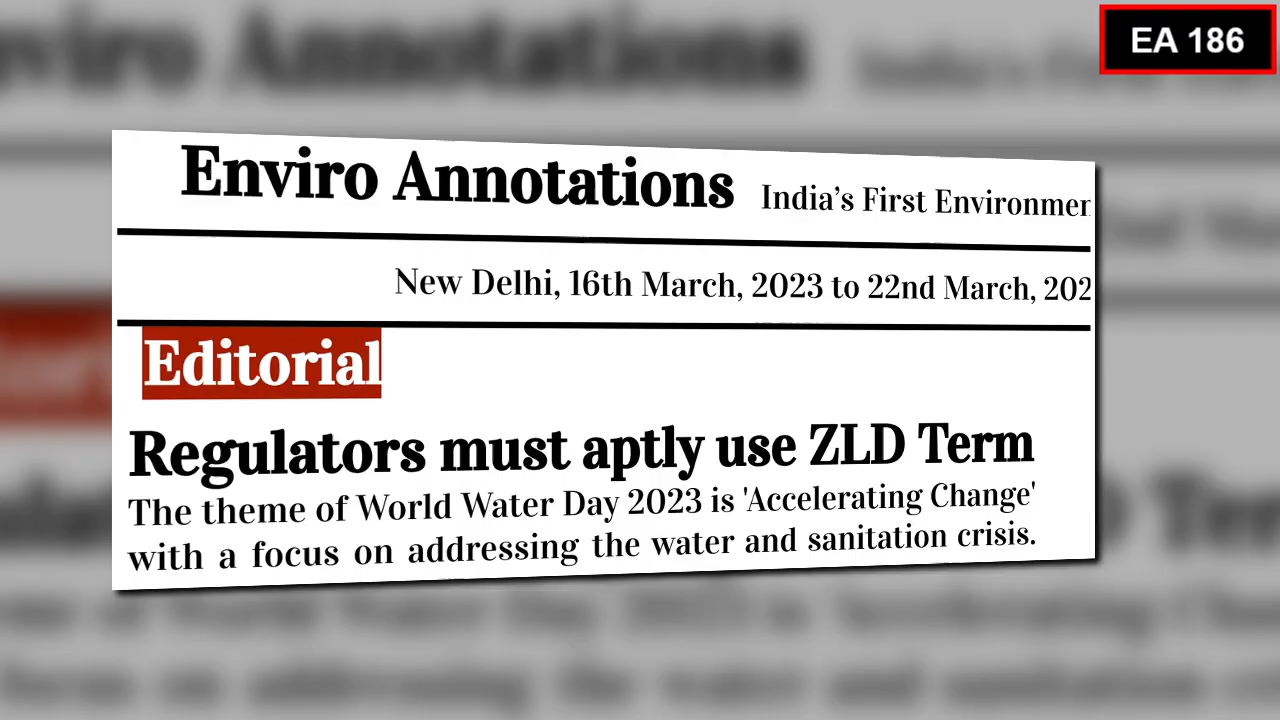 EA 186
Enviro Annotations India's First
New Delhi, 16th March, 2023 to 22nd March,
Editorial
Regulators must aptly use ZLD Term
The theme of World Water Day 2023 is 'Accelerating Change'
with a focus on addressing the water and sanitation crisis.